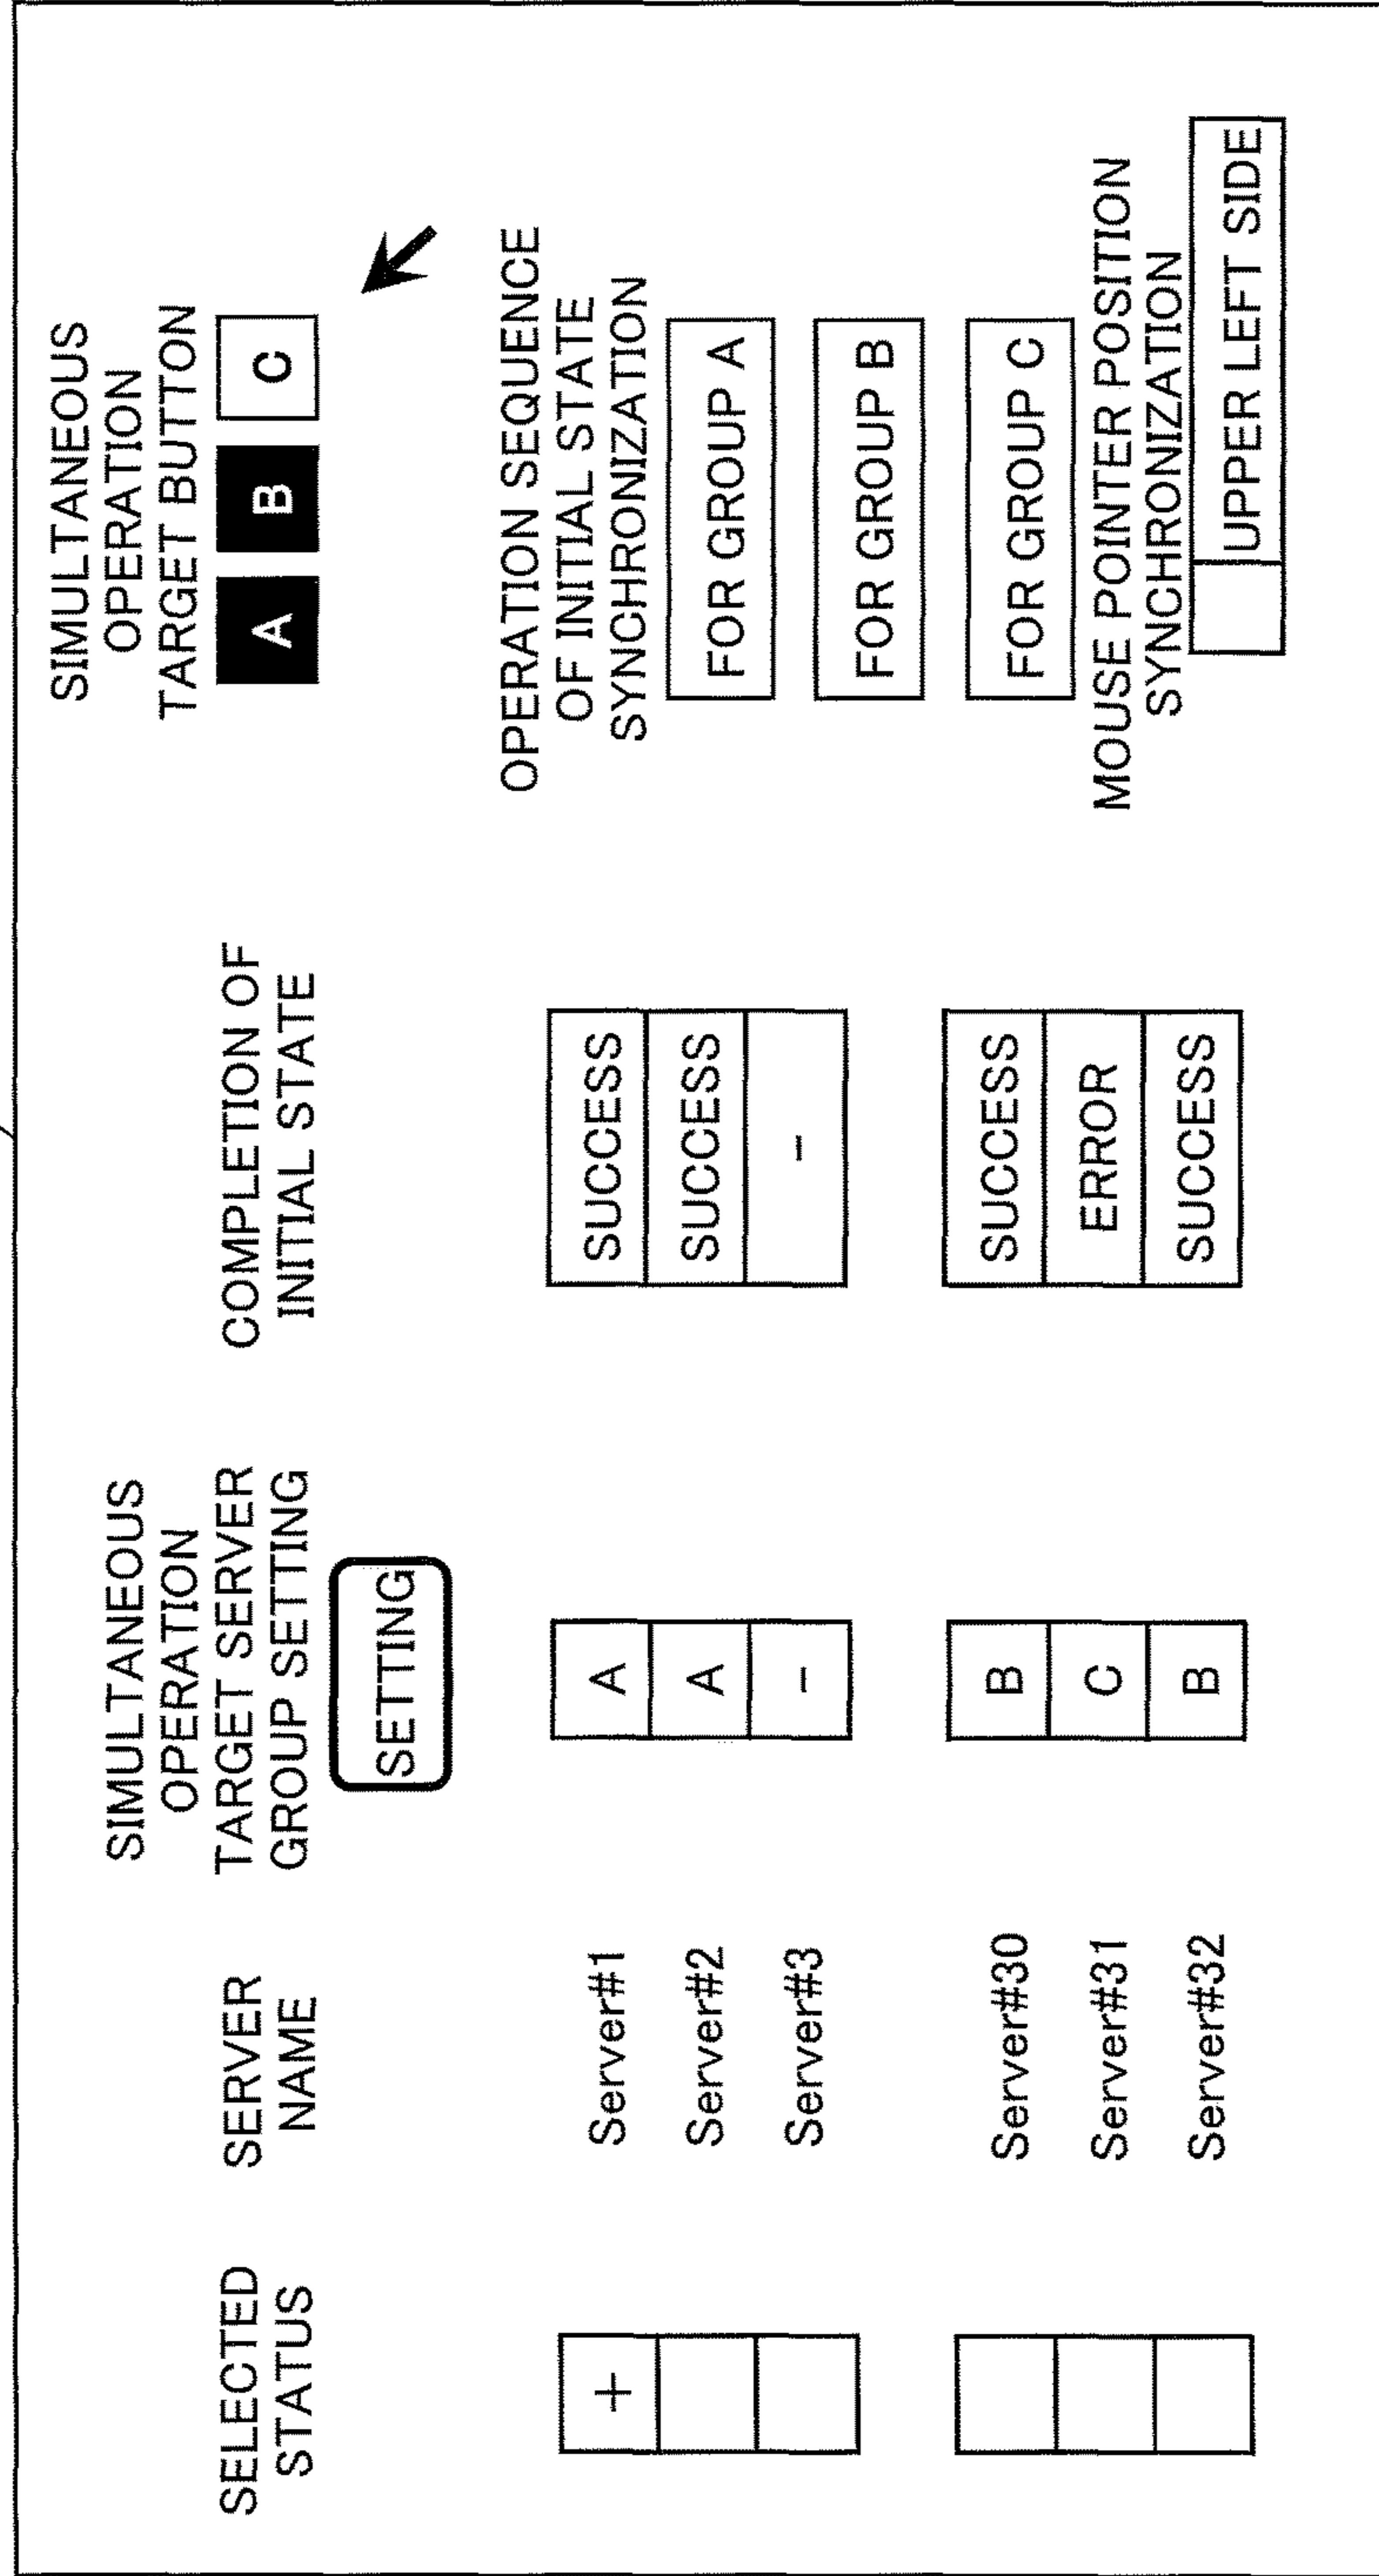 SELECTED
STATUS
SERVER
NAME
SIMULTANEOUS
OPERATION
TARGET SERVER
GROUP SETTING
SETTING
COMPLETION OF
INITIAL STATE
SIMULTANEOUS
OPERATION
TARGET BUTTON
A B C
+ Server#1 A SUCCESS
Server#2 A SUCCESS
Server#3 – –
Server#30 B SUCCESS
Server#31 C ERROR
Server#32 B SUCCESS
OPERATION SEQUENCE
OF INITIAL STATE
SYNCHRONIZATION
FOR GROUP A
FOR GROUP B
FOR GROUP C
MOUSE POINTER POSITION
SYNCHRONIZATION
UPPER LEFT SIDE